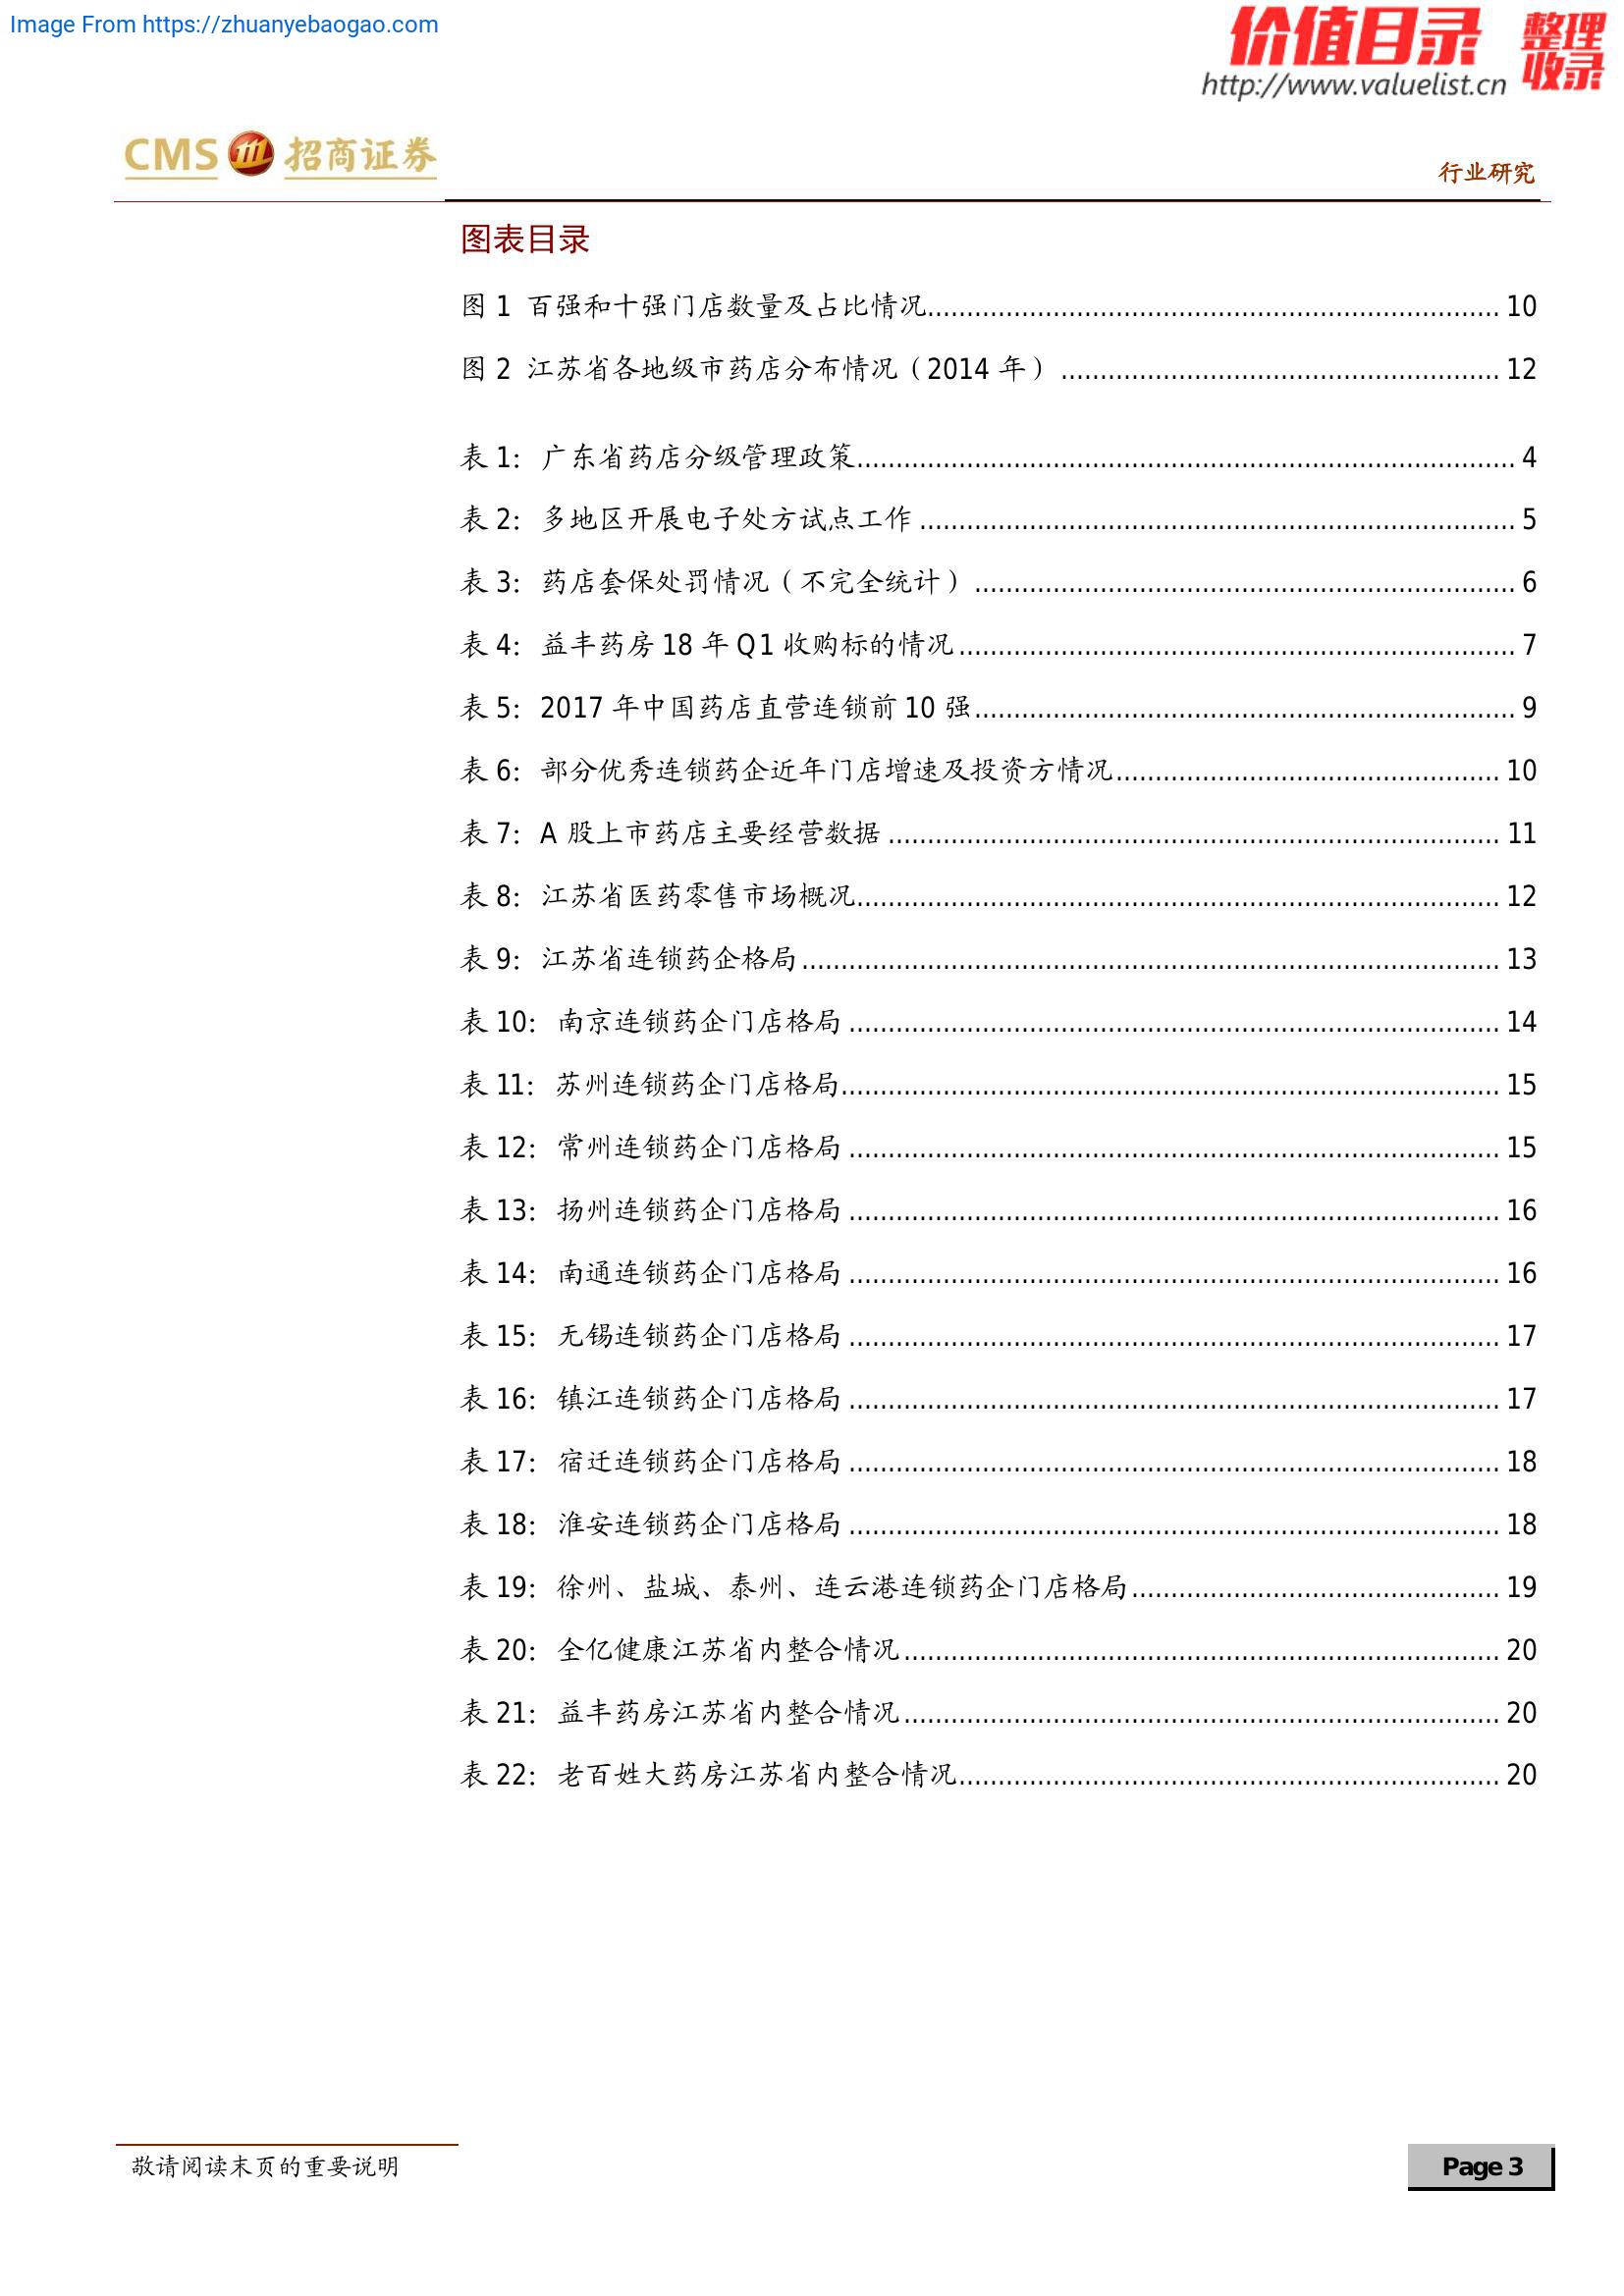 Image From https://zhuanyebaogao.com
价值目录
整理
http://www.valuelist.cn
收录
CMS 招商证券
行业研究
图表目录
图 1 百强和十强门店数量及占比情况 10
图 2 江苏省各地级市药店分布情况（2014 年） 12
表 1：广东省药店分级管理政策 4
表 2：多地区开展电子处方试点工作 5
表 3：药店套保处罚情况（不完全统计） 6
表 4：益丰药房 18 年 Q1 收购标的情况 7
表 5：2017 年中国药店直营连锁前 10 强 9
表 6：部分优秀连锁药企近年门店增速及投资方情况 10
表 7：A 股上市药店主要经营数据 11
表 8：江苏省医药零售市场概况 12
表 9：江苏省连锁药企格局 13
表 10：南京连锁药企门店格局 14
表 11：苏州连锁药企门店格局 15
表 12：常州连锁药企门店格局 15
表 13：扬州连锁药企门店格局 16
表 14：南通连锁药企门店格局 16
表 15：无锡连锁药企门店格局 17
表 16：镇江连锁药企门店格局 17
表 17：宿迁连锁药企门店格局 18
表 18：淮安连锁药企门店格局 18
表 19：徐州、盐城、泰州、连云港连锁药企门店格局 19
表 20：全亿健康江苏省内整合情况 20
表 21：益丰药房江苏省内整合情况 20
表 22：老百姓大药房江苏省内整合情况 20
敬请阅读末页的重要说明
Page 3